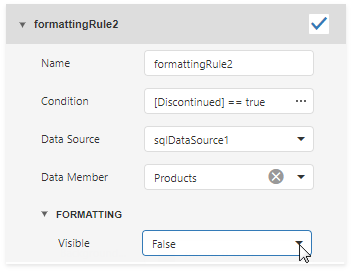 formattingRule2
Name formattingRule2
Condition [Discontinued] == true ...
Data Source sqlDataSource1
Data Member Products
FORMATTING
Visible False